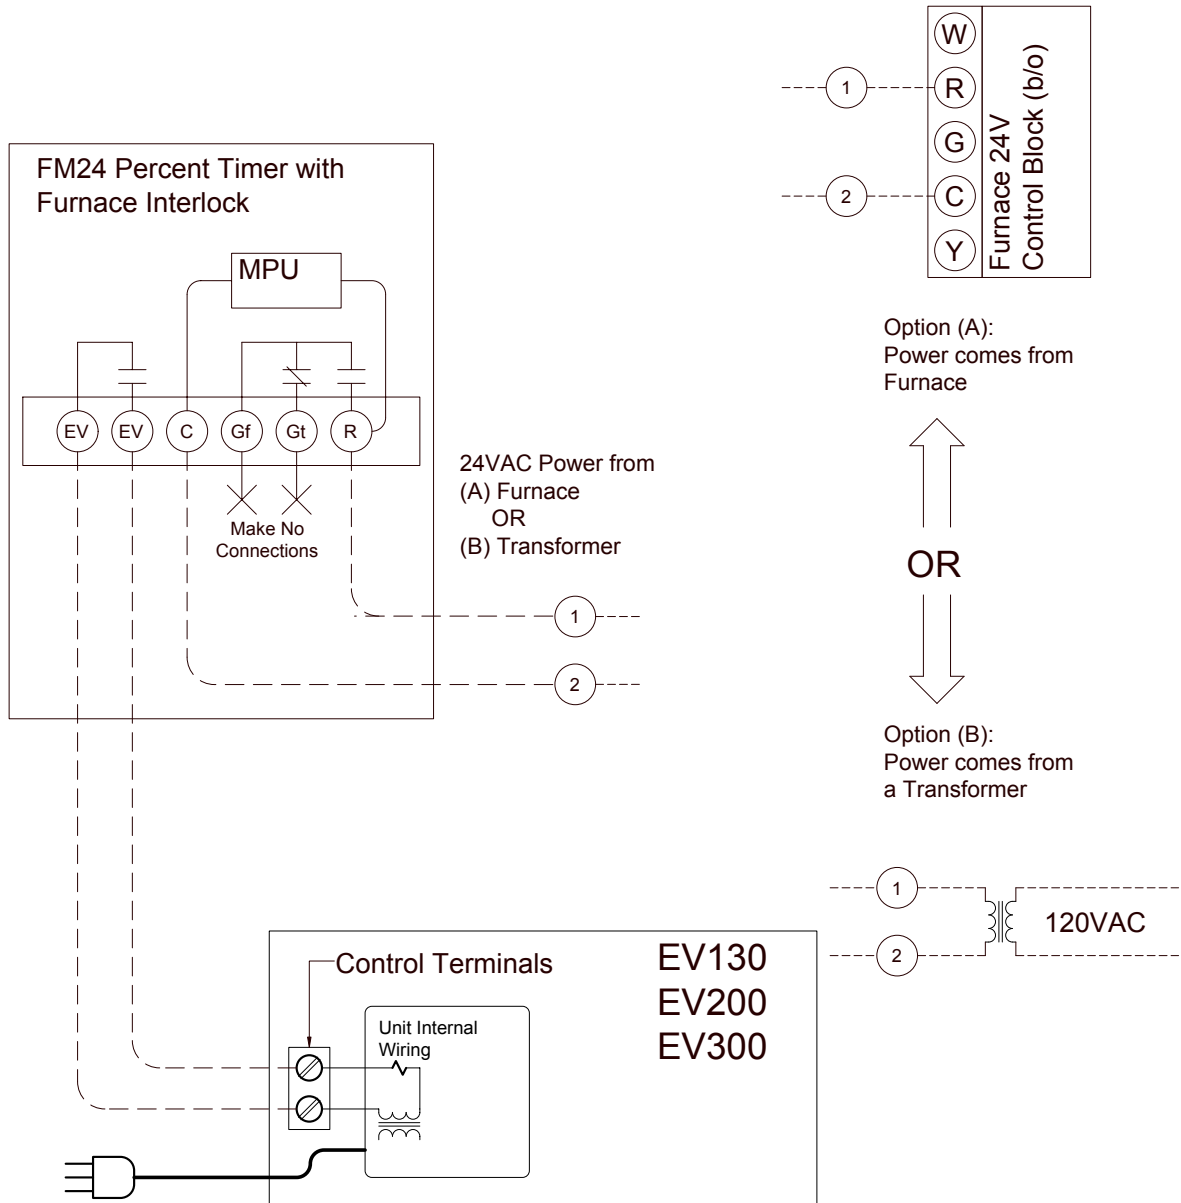 FM24 Percent Timer with
Furnace Interlock
MPU
EV
EV
C
Gf
Gt
R
Make No
Connections
24VAC Power from
(A) Furnace
OR
(B) Transformer
1
2
1
2
W
R
G
C
Y
Furnace 24V
Control Block (b/o)
Option (A):
Power comes from
Furnace
OR
Option (B):
Power comes from
a Transformer
1
2
120VAC
Control Terminals
Unit Internal
Wiring
EV130
EV200
EV300